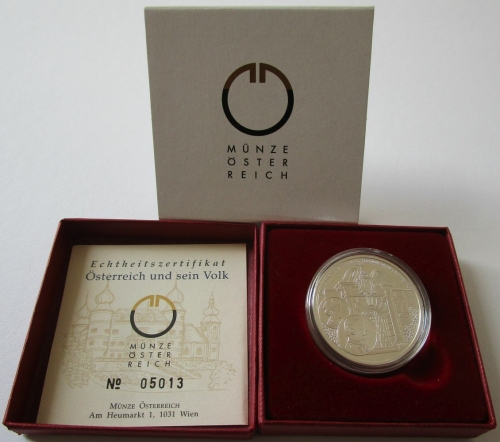 MÜNZE
ÖSTER
REICH
Echtheitszertifikat
Österreich und sein Volk
MÜNZE
ÖSTER
REICH
Nº 05013
MÜNZE ÖSTERREICH
Am Heumarkt 1, 1031 Wien